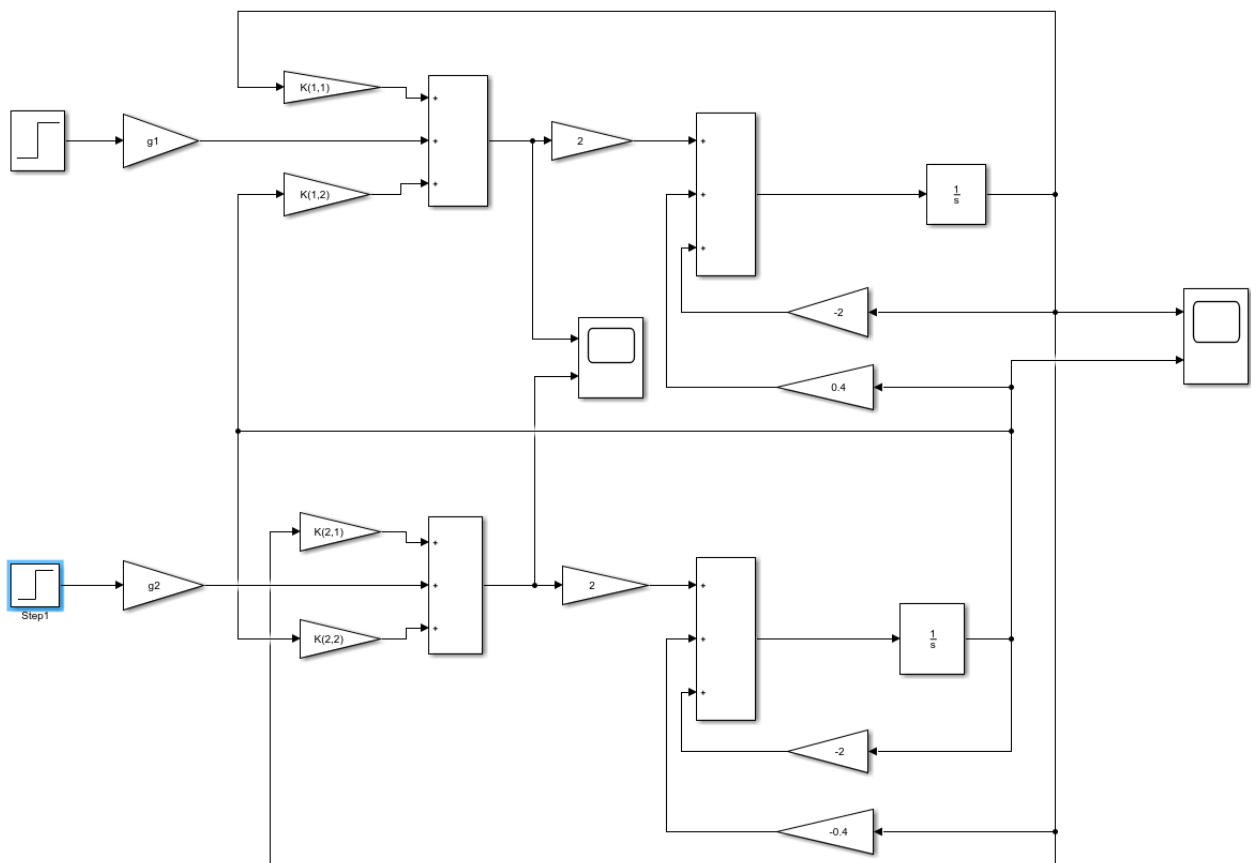 K(1,1)
+
g1
+
2
+
K(1,2)
+
+
1
s
+
-2
0.4
K(2,1)
+
g2
+
2
+
Step1
K(2,2)
+
+
1
s
+
-2
-0.4